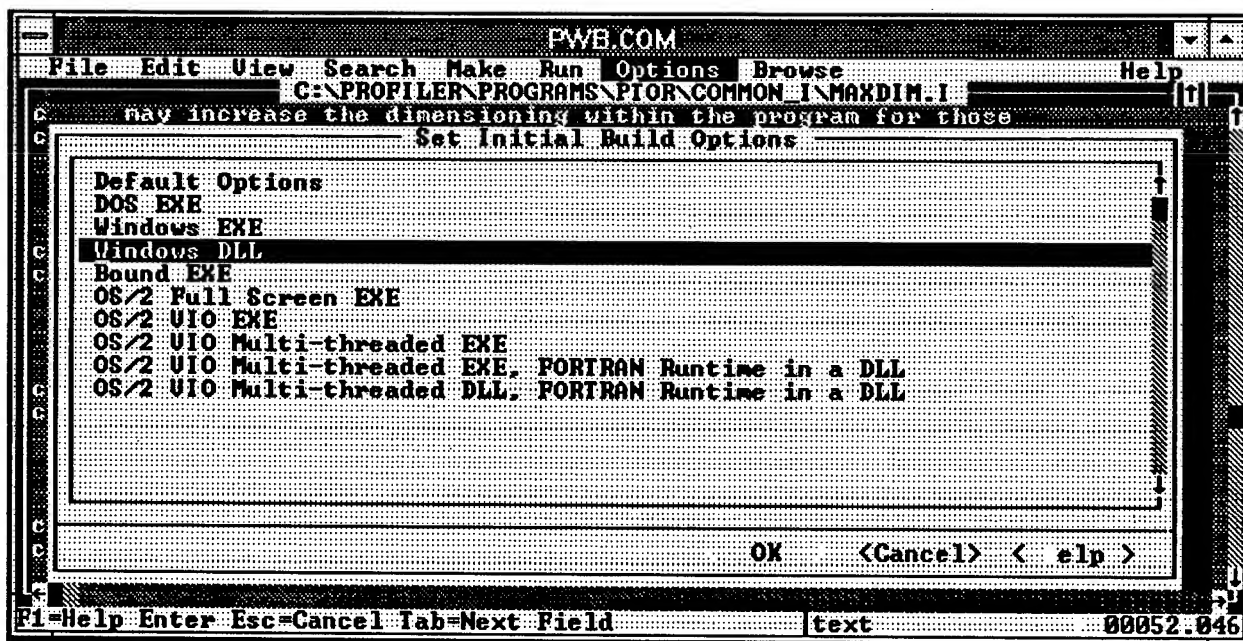 PWB.COM
File Edit View Search Make Run Options Browse Help
C:\PROFILER\PROGRAMS\PIOR\COMMON_I\MAXDIM.I
C may increase the dimensioning within the program for those
C Set Initial Build Options
Default Options
DOS EXE
Windows EXE
C Windows DLL
C Bound EXE
OS/2 Full Screen EXE
OS/2 VIO EXE
OS/2 VIO Multi-threaded EXE
OS/2 VIO Multi-threaded EXE, FORTRAN Runtime in a DLL
C OS/2 VIO Multi-threaded DLL, FORTRAN Runtime in a DLL
C
C
C OK <Cancel> < elp >
F1=Help Enter Esc=Cancel Tab=Next Field text 00052.046